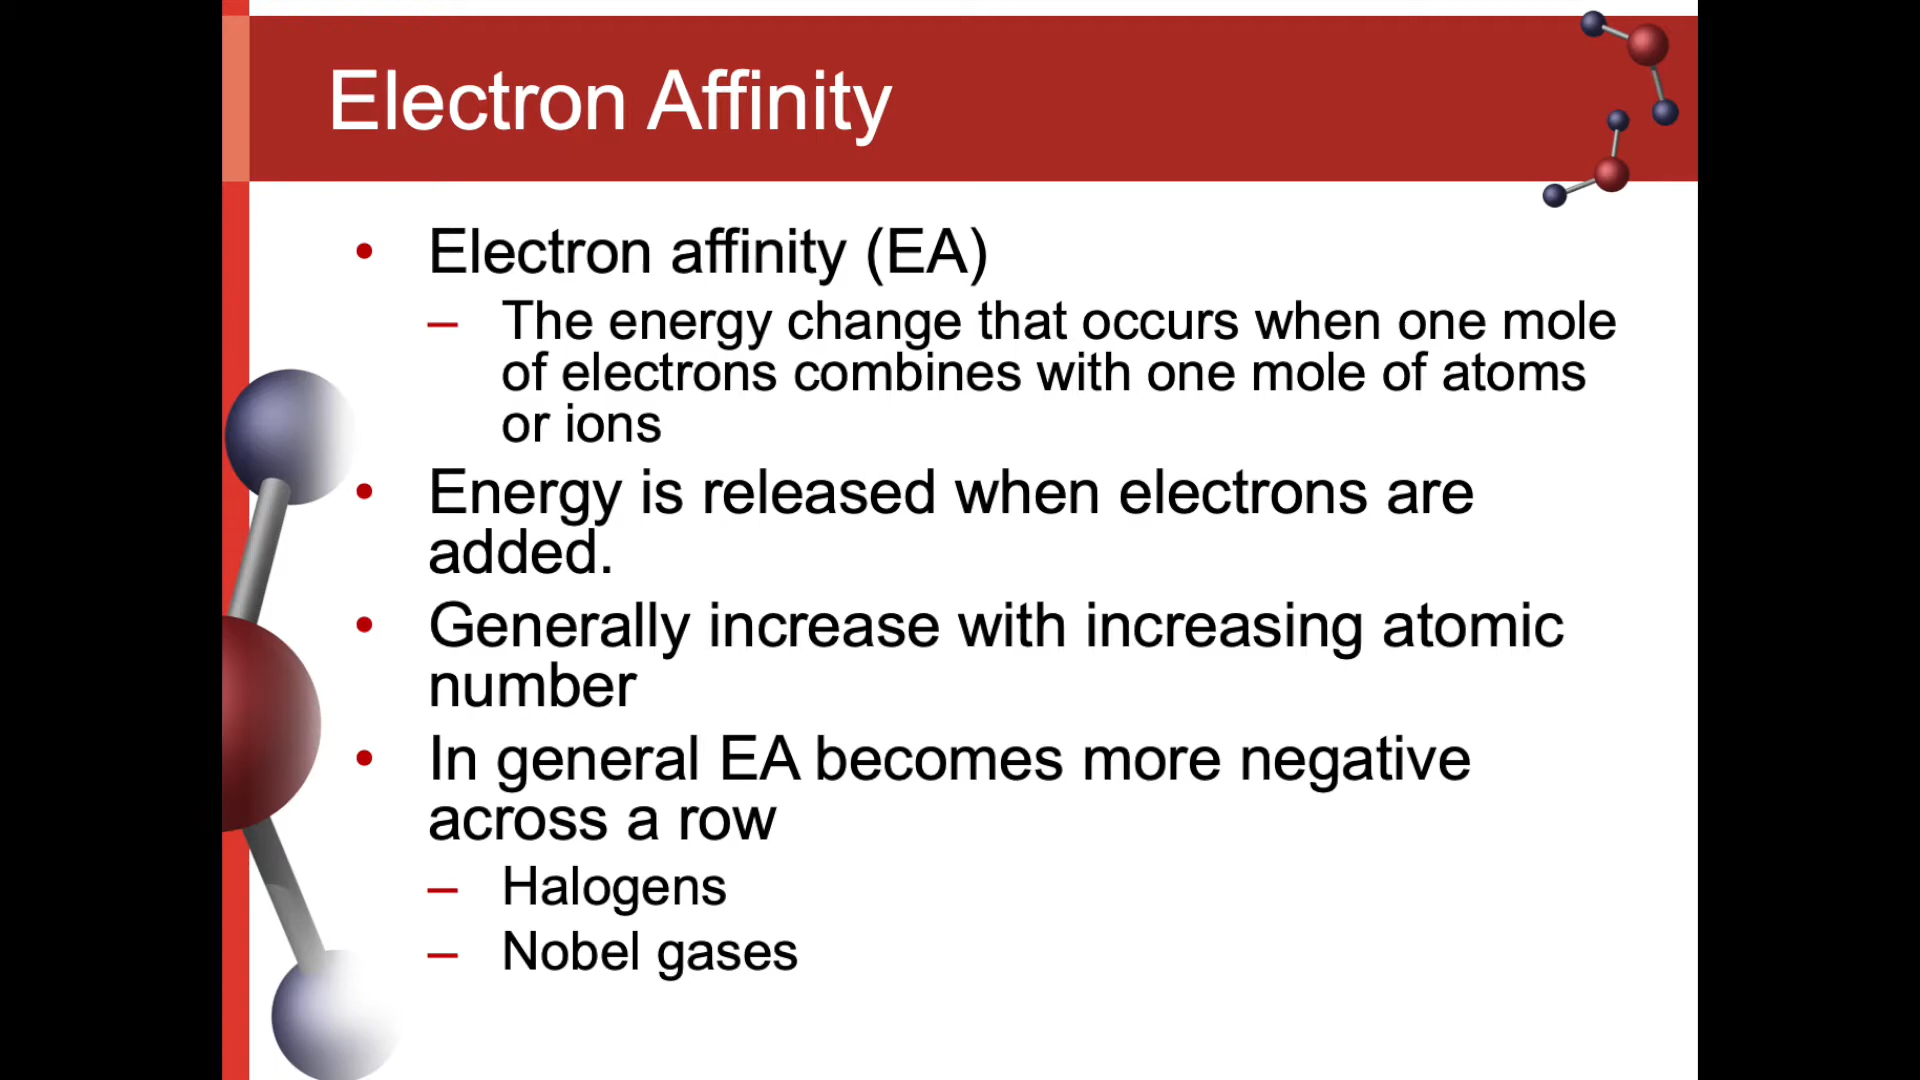 Electron Affinity
• Electron affinity (EA)
– The energy change that occurs when one mole
of electrons combines with one mole of atoms
or ions
• Energy is released when electrons are
added.
• Generally increase with increasing atomic
number
• In general EA becomes more negative
across a row
– Halogens
– Nobel gases